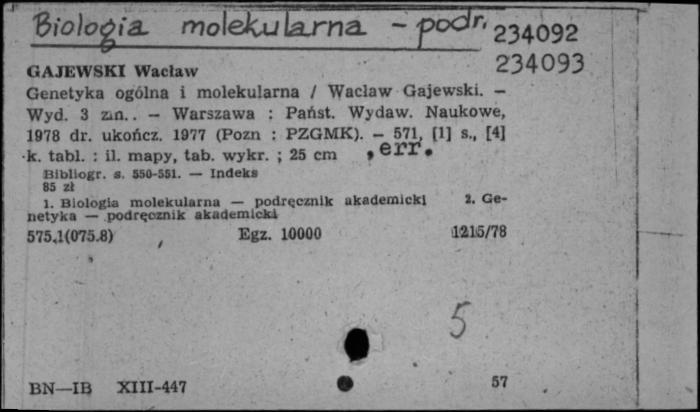 Biologia molekularna - podr.
234092
234093
GAJEWSKI Wacław
Genetyka ogólna i molekularna / Wacław Gajewski. —
Wyd. 3 zm.. — Warszawa : Państ. Wydaw. Naukowe,
1978 dr. ukończ. 1977 (Pozn : PZGMK). — 571, [1] s., [4]
k. tabl. : il. mapy, tab. wykr. ; 25 cm , err.
Bibliogr. s. 550-551. — Indeks
85 zł
1. Biologia molekularna — podręcznik akademicki 2. Ge-
netyka — podręcznik akademicki
575.1(075.8) Egz. 10000 1215/78
5
BN—IB XIII-447 57